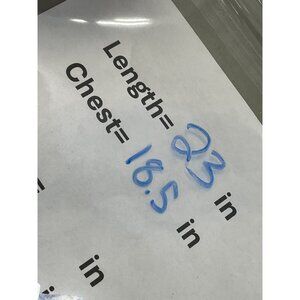 Length= 23 in
Chest= 18.5 in
in